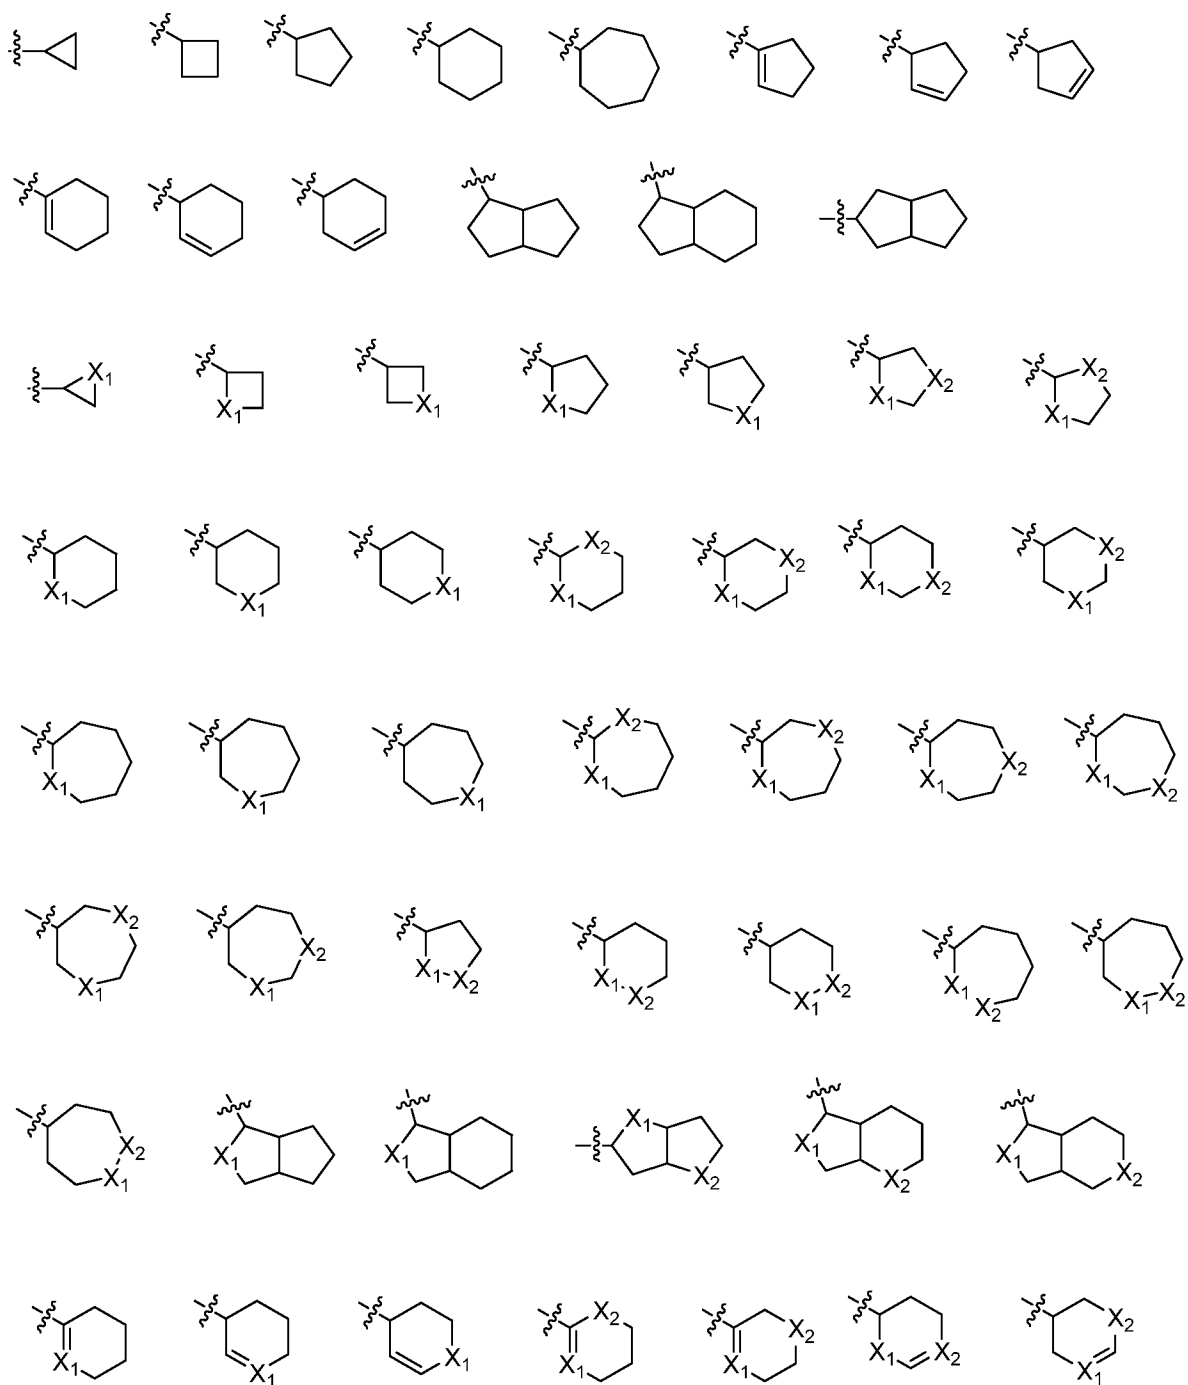 X₁ X₁ X₁ X₁ X₁ X₁ X₂ X₁ X₂
X₁ X₁ X₁ X₁ X₂ X₁ X₂ X₁ X₂ X₁ X₂
X₁ X₁ X₁ X₁ X₂ X₁ X₂ X₁ X₂ X₁ X₂
X₁ X₂ X₁ X₂ X₁ X₂ X₁ X₂ X₁ X₂ X₁ X₂ X₁ X₂
X₁ X₂ X₁ X₁ X₁ X₂ X₁ X₂ X₁ X₂
X₁ X₁ X₁ X₁ X₂ X₁ X₂ X₁ X₂ X₁ X₂